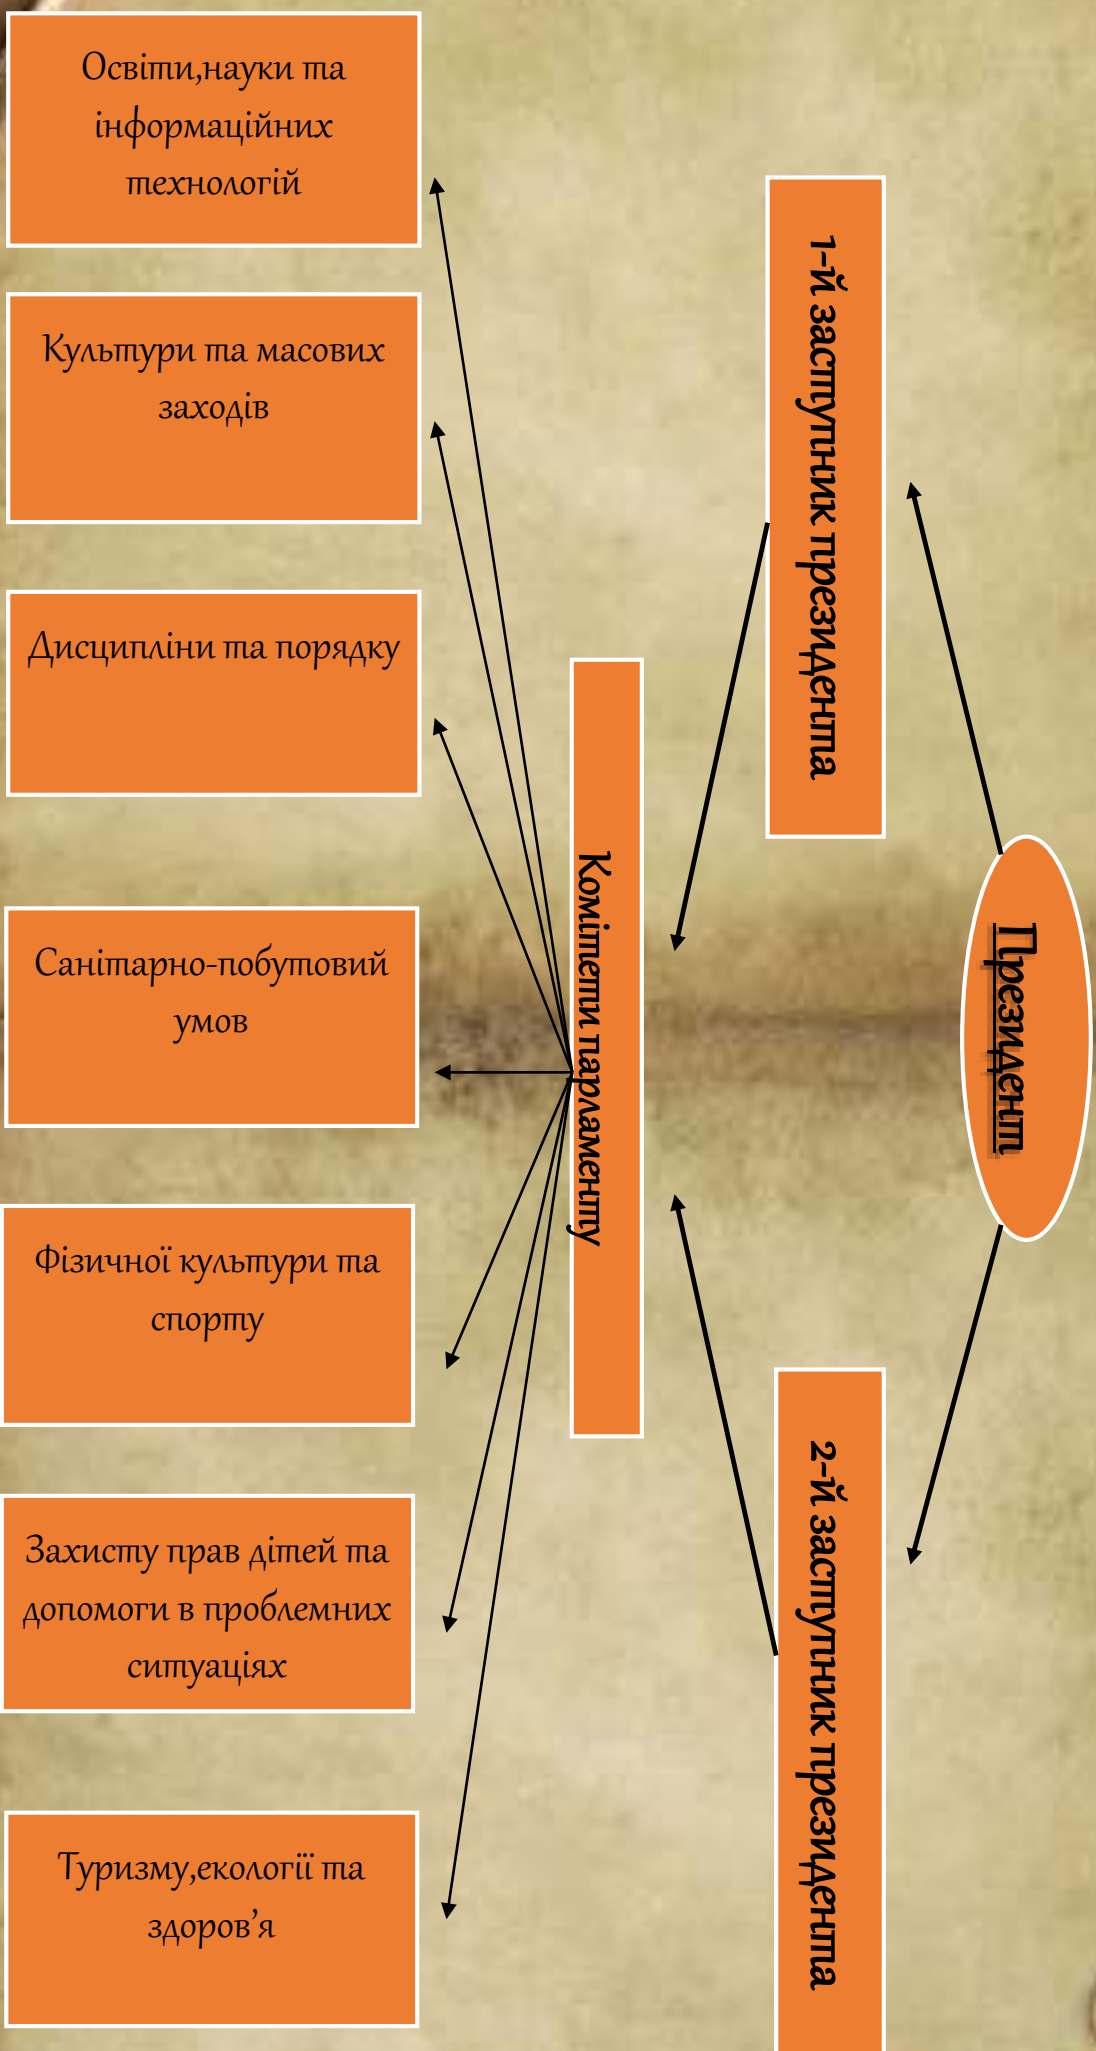 Президент
1-й заступник президента
2-й заступник президента
Комітети парламенту
Освіти,науки та
інформаційних
технологій
Культури та масових
заходів
Дисципліни та порядку
Санітарно-побутовий
умов
Фізичної культури та
спорту
Захисту прав дітей та
допомоги в проблемних
ситуаціях
Туризму,екології та
здоров’я